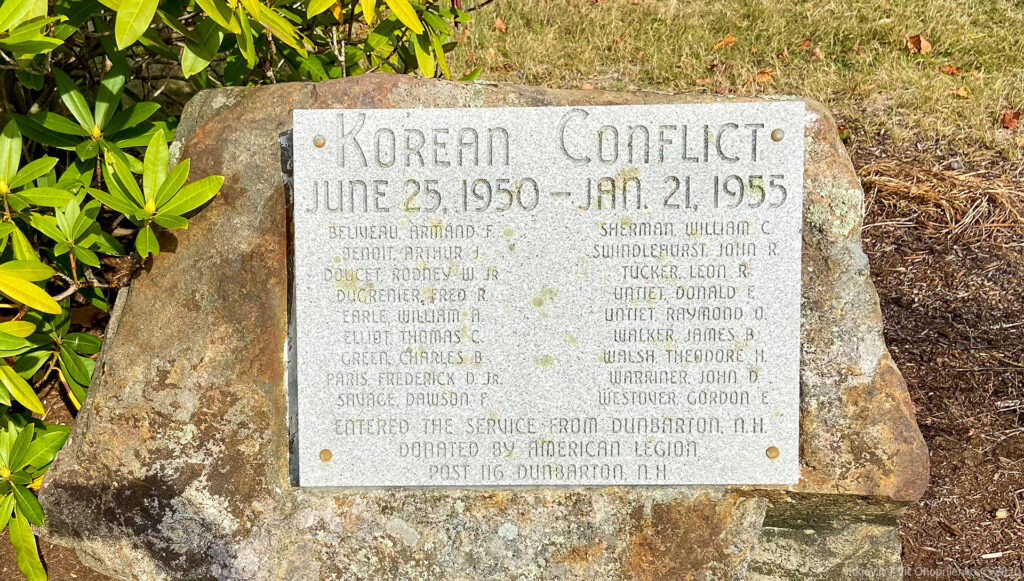 KOREAN CONFLICT
JUNE 25, 1950 – JAN. 21, 1955
BELIVEAU, ARMAND F.
BENOIT, ARTHUR J.
DOUCET, RODNEY W. JR
DUGRENIER, FRED R.
EARLE, WILLIAM A.
ELLIOT, THOMAS C.
GREEN, CHARLES B.
PARIS, FREDERICK D. JR.
SAVAGE, DAWSON F.
SHERMAN, WILLIAM C.
SWINDLEHURST, JOHN R.
TUCKER, LEON R.
UNTIET, DONALD E.
UNTIET, RAYMOND O.
WALKER, JAMES B.
WALSH, THEODORE H.
WARRINER, JOHN D.
WESTOVER, GORDON E.
ENTERED THE SERVICE FROM DUNBARTON, N.H.
DONATED BY AMERICAN LEGION
POST 116 DUNBARTON, N.H.